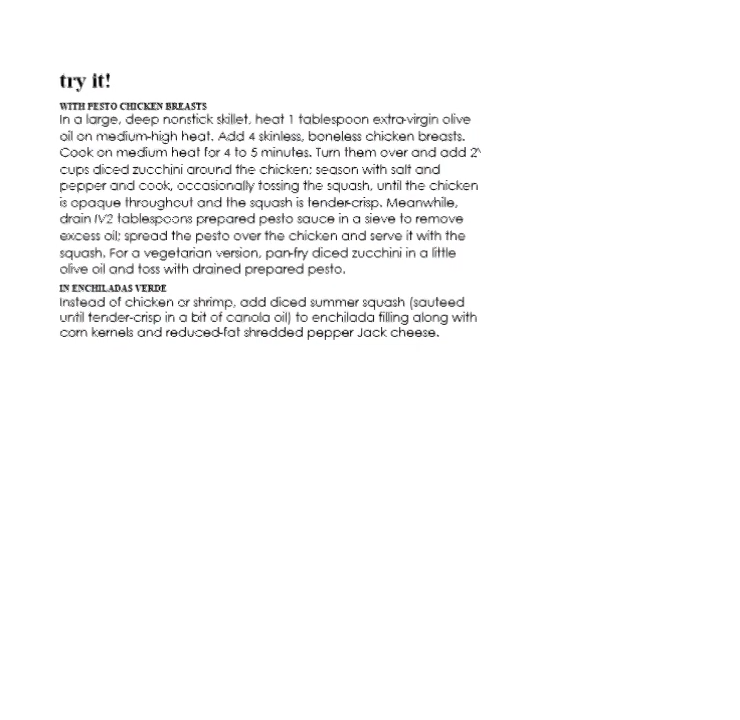 try it!
WITH PESTO CHICKEN BREASTS
In a large, deep nonstick skillet, heat 1 tablespoon extra-virgin olive
oil on medium-high heat. Add 4 skinless, boneless chicken breasts.
Cook on medium heat for 4 to 5 minutes. Turn them over and add 2^
cups diced zucchini around the chicken; season with salt and
pepper and cook, occasionally tossing the squash, until the chicken
is opaque throughout and the squash is tender-crisp. Meanwhile,
drain IV2 tablespoons prepared pesto sauce in a sieve to remove
excess oil; spread the pesto over the chicken and serve it with the
squash. For a vegetarian version, pan-fry diced zucchini in a little
olive oil and toss with drained prepared pesto.
IN ENCHILADAS VERDE
Instead of chicken or shrimp, add diced summer squash (sauteed
until tender-crisp in a bit of canola oil) to enchilada filling along with
corn kernels and reduced-fat shredded pepper Jack cheese.